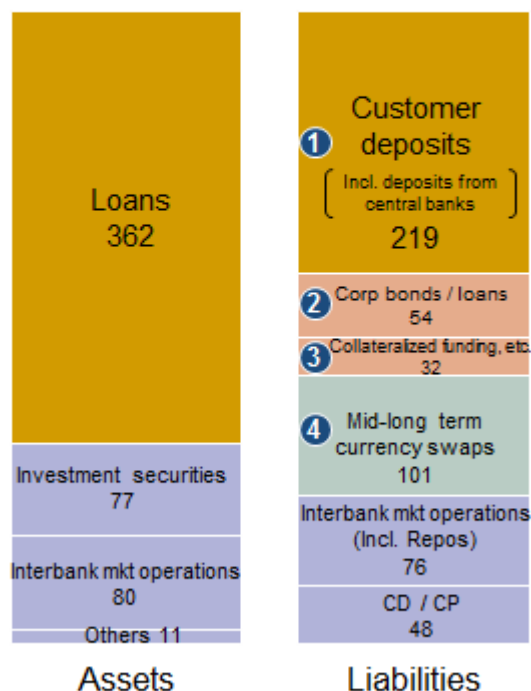 Loans
362
Investment securities
77
Interbank mkt operations
80
Others 11
Assets
1
Customer
deposits
Incl. deposits from
central banks
219
2
Corp bonds / loans
54
3
Collateralized funding, etc.
32
4
Mid-long term
currency swaps
101
Interbank mkt operations
(Incl. Repos)
76
CD / CP
48
Liabilities